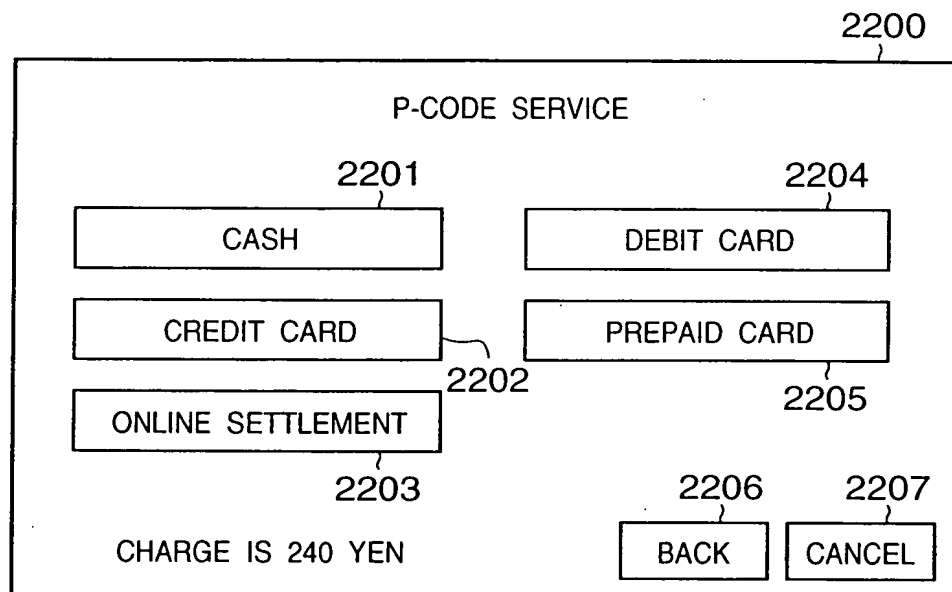 2200
P-CODE SERVICE
2201
2204
CASH
DEBIT CARD
CREDIT CARD
PREPAID CARD
2202
2205
ONLINE SETTLEMENT
2203
2206
2207
CHARGE IS 240 YEN
BACK
CANCEL